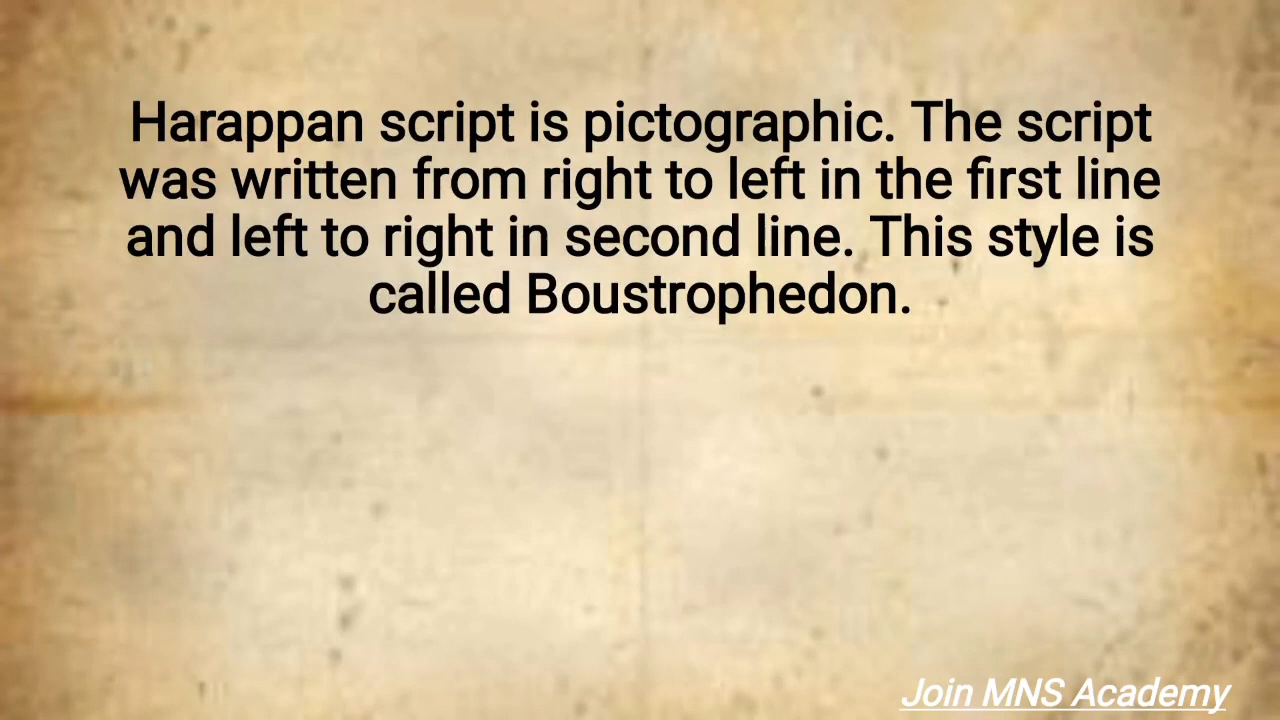 Harappan script is pictographic. The script
was written from right to left in the first line
and left to right in second line. This style is
called Boustrophedon.
Join MNS Academy